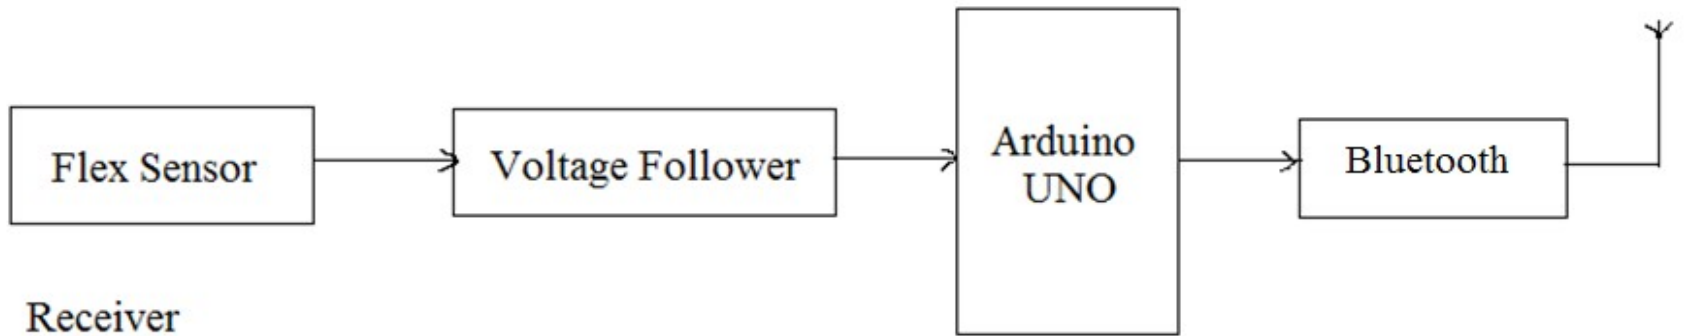 Flex Sensor
Voltage Follower
Arduino
UNO
Bluetooth
Receiver